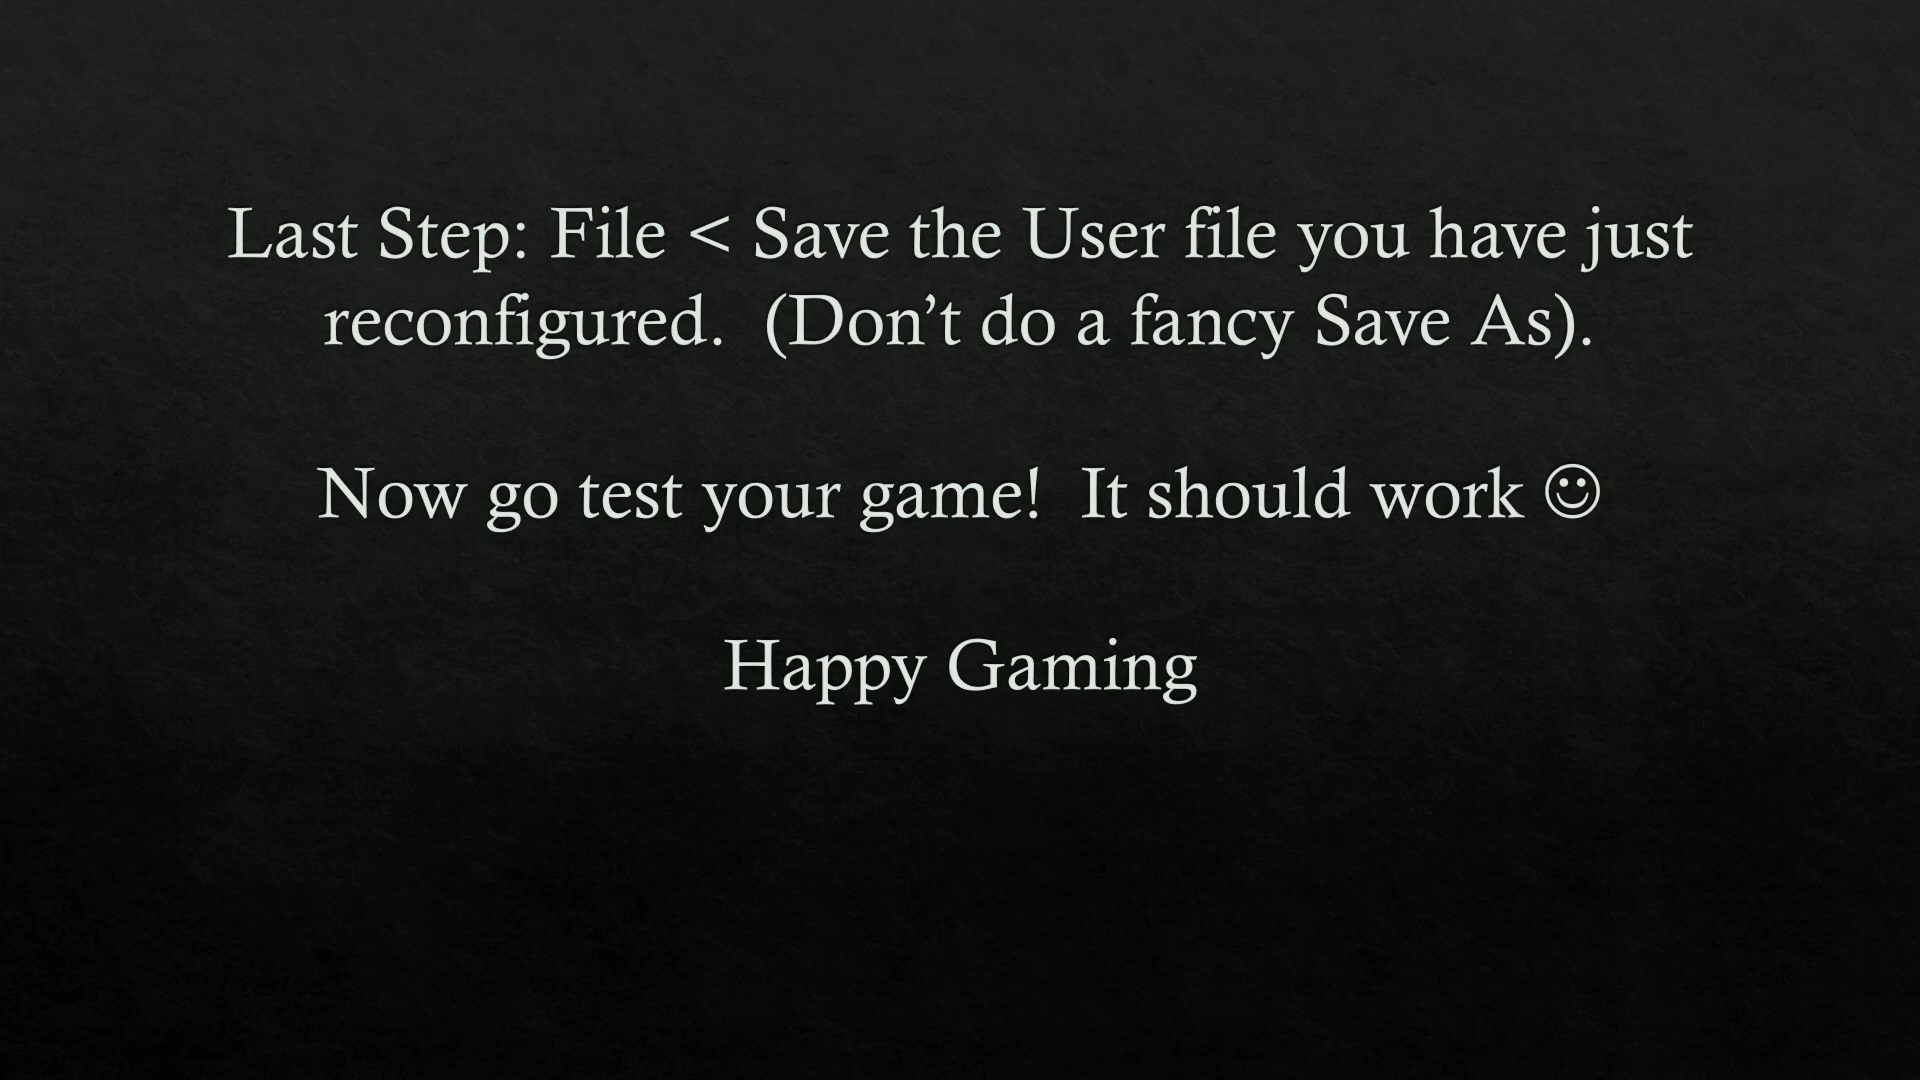 Last Step: File < Save the User file you have just
reconfigured.  (Don’t do a fancy Save As).
Now go test your game!  It should work ☺
Happy Gaming